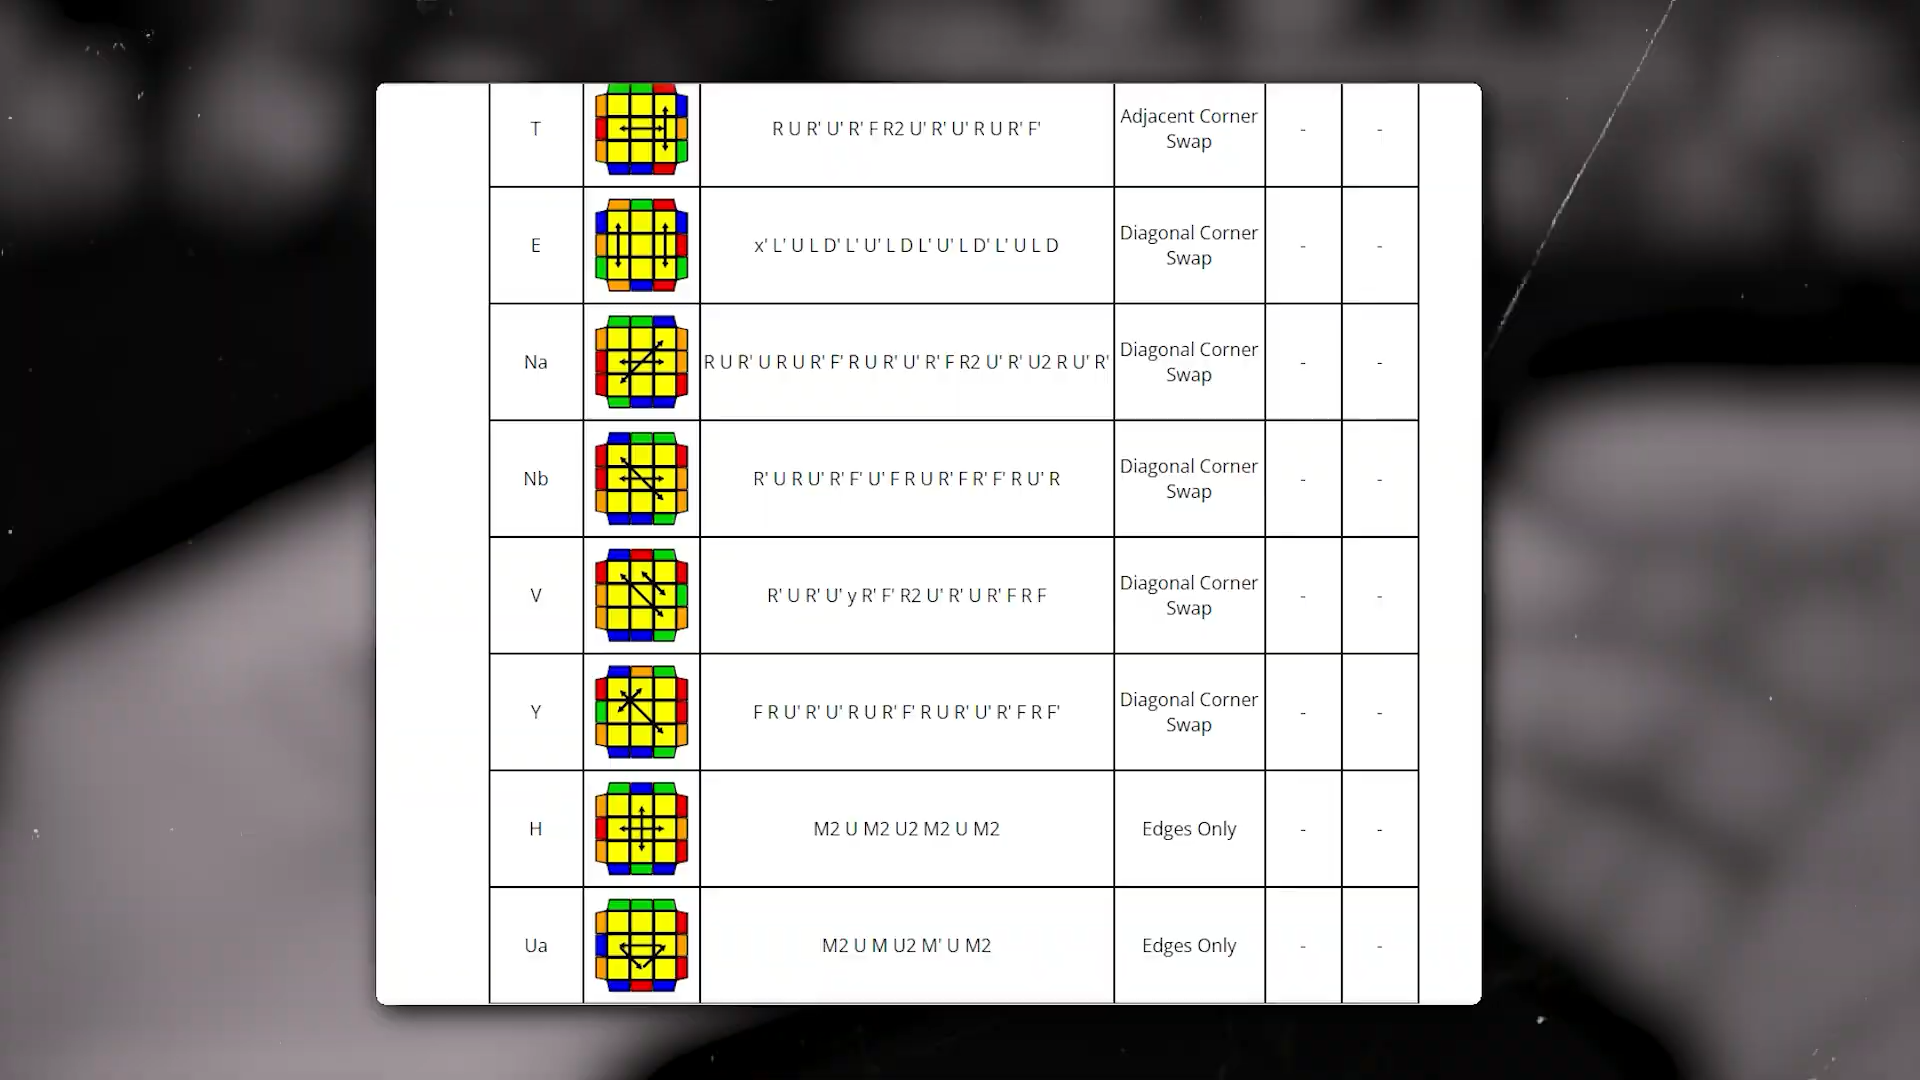 T
R U R' U' R' F R2 U' R' U' R U R' F'
Adjacent Corner
Swap
-
-
E
x' L' U L D' L' U' L D L' U' L D' L' U L D
Diagonal Corner
Swap
-
-
Na
R U R' U R U R' F' R U R' U' R' F R2 U' R' U2 R U' R'
Diagonal Corner
Swap
-
-
Nb
R' U R U' R' F' U' F R U R' F R' F' R U' R
Diagonal Corner
Swap
-
-
V
R' U R' U' y R' F' R2 U' R' U R' F R F
Diagonal Corner
Swap
-
-
Y
F R U' R' U' R U R' F' R U R' U' R' F R F'
Diagonal Corner
Swap
-
-
H
M2 U M2 U2 M2 U M2
Edges Only
-
-
Ua
M2 U M U2 M' U M2
Edges Only
-
-